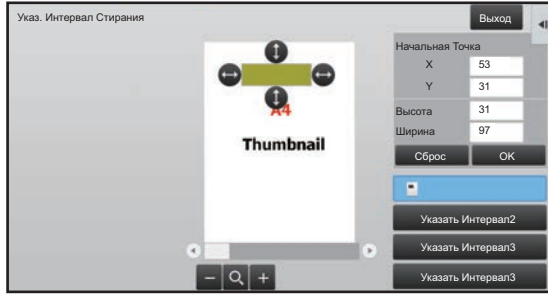 Указ. Интервал Стирания
Выход
Начальная Точка
X 53
Y 31
Высота 31
Ширина 97
Сброс OK
A4
Thumbnail
Указать Интервал2
Указать Интервал3
Указать Интервал3